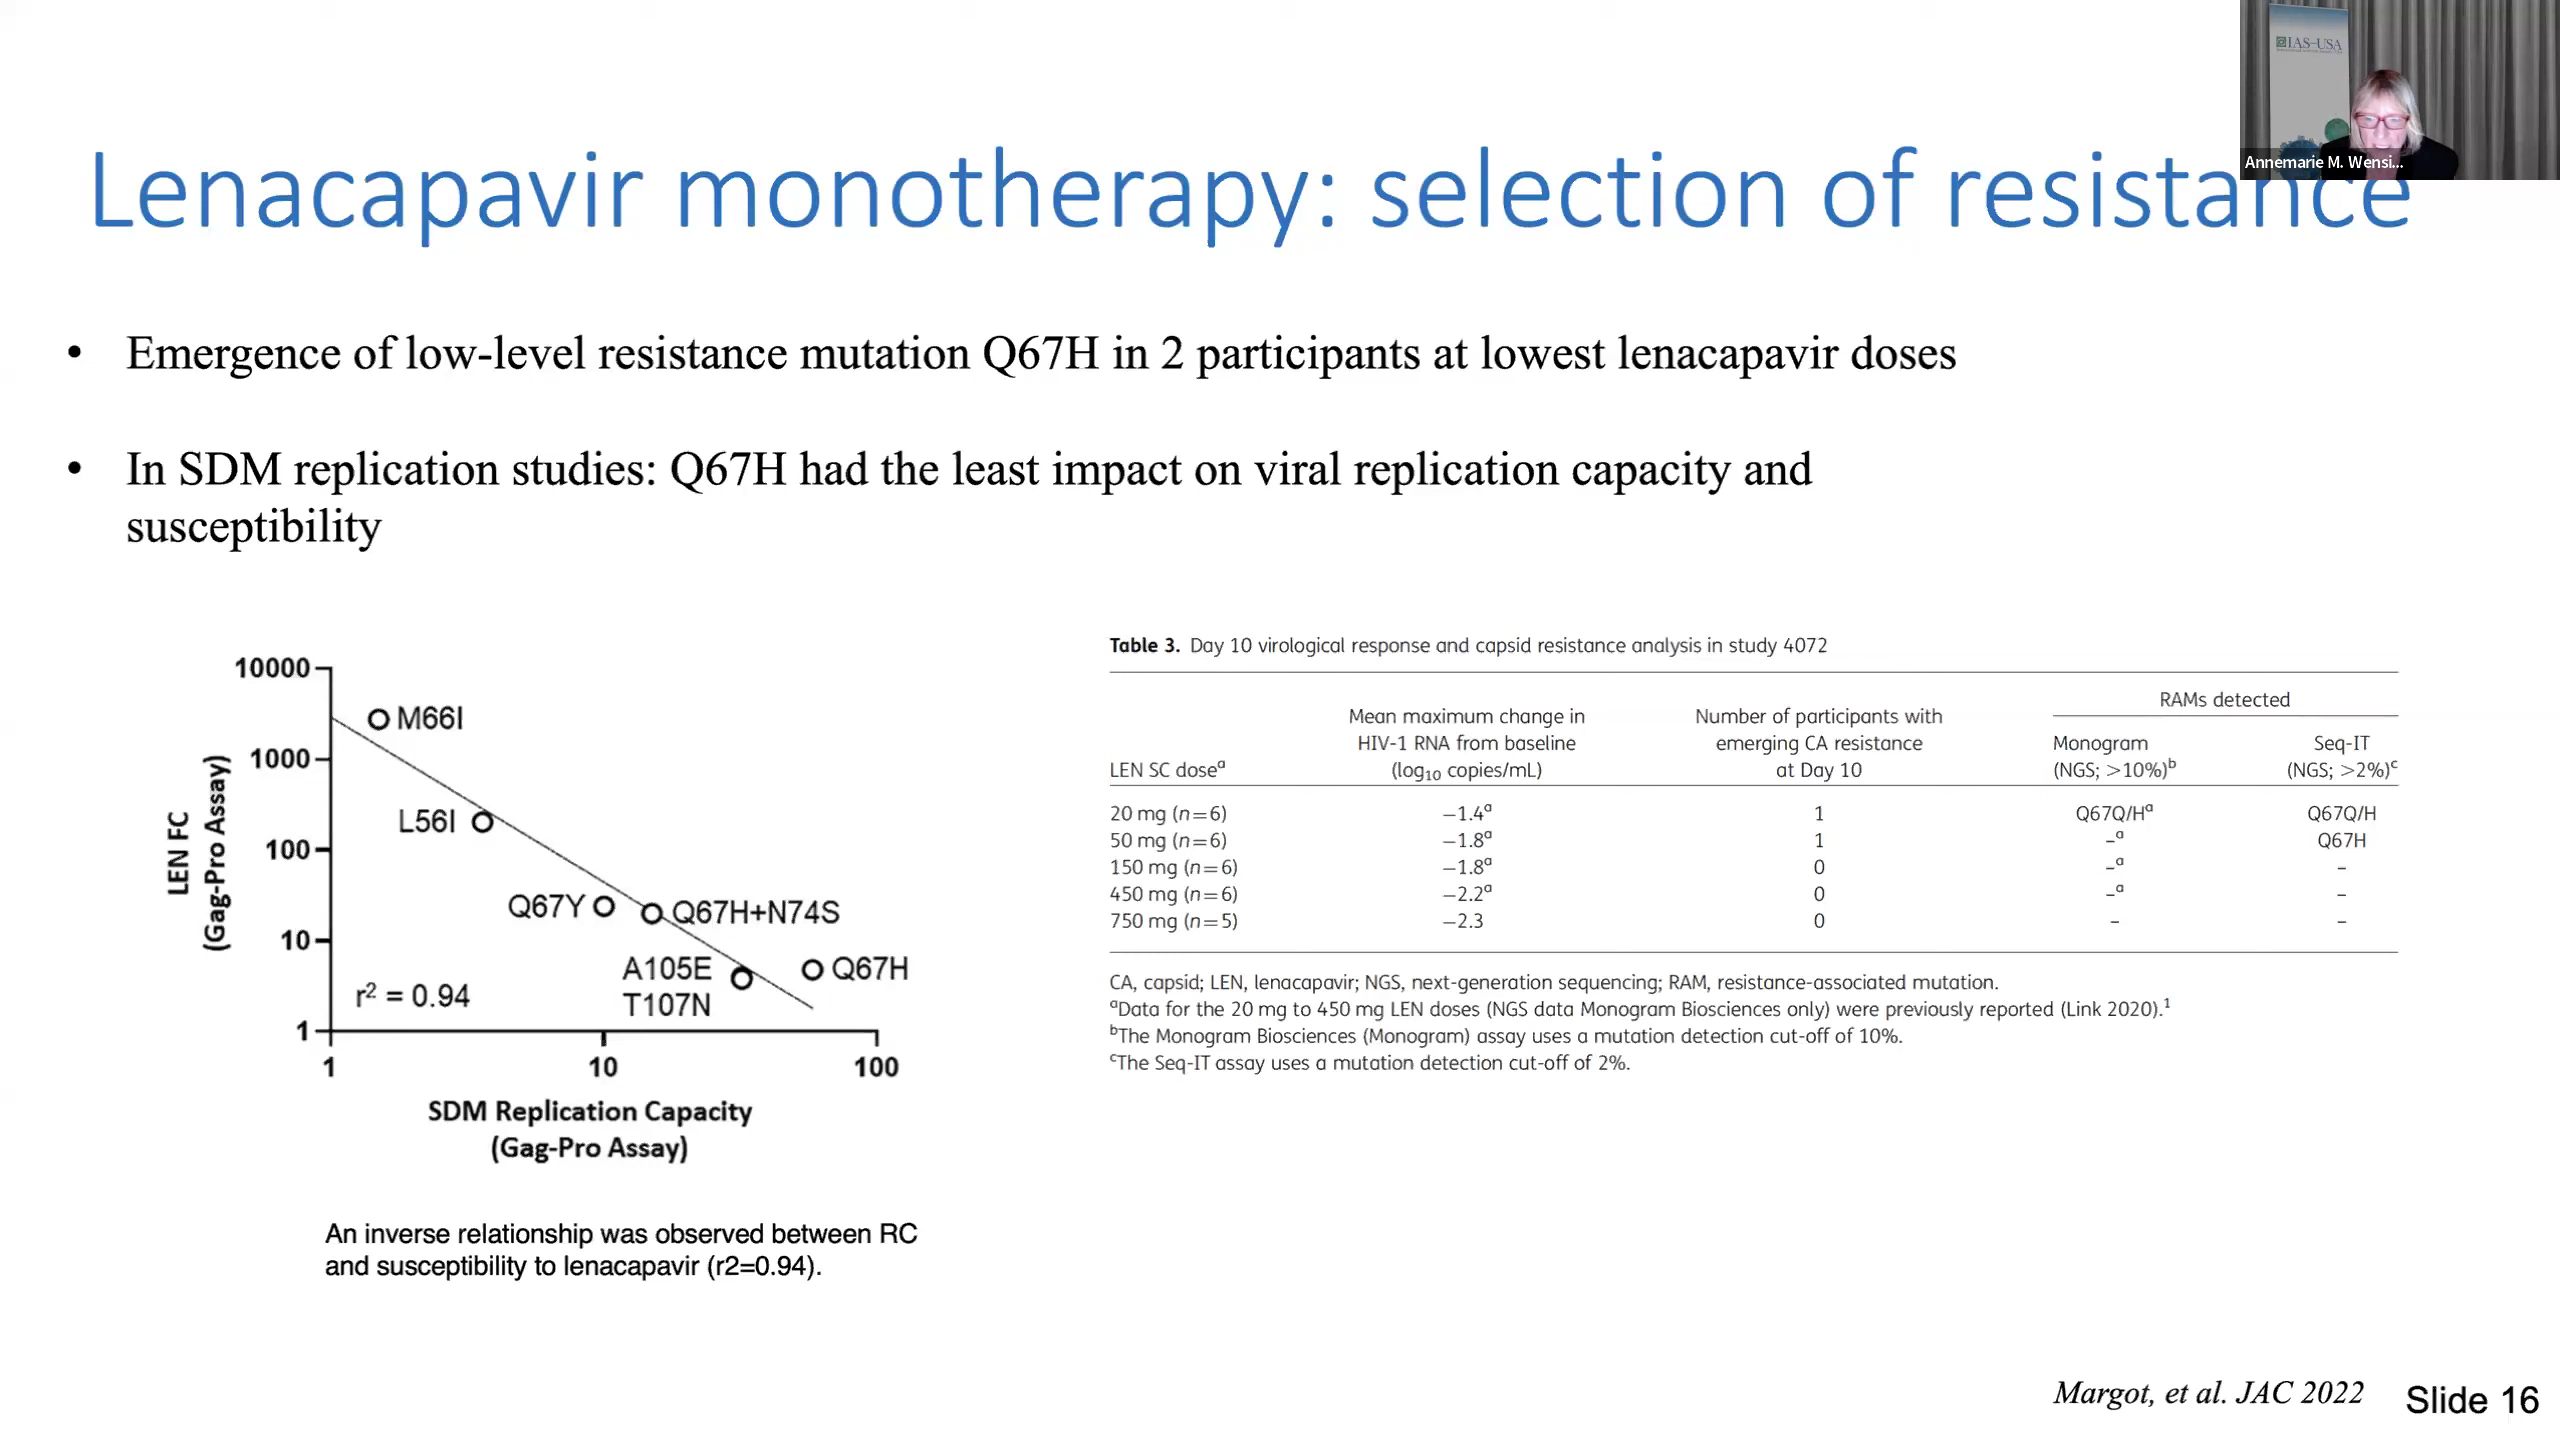 IAS–USA
Annemarie M. Wensi...
Lenacapavir monotherapy: selection of resistance
• Emergence of low-level resistance mutation Q67H in 2 participants at lowest lenacapavir doses
• In SDM replication studies: Q67H had the least impact on viral replication capacity and
susceptibility
LEN FC
(Gag-Pro Assay)
10000
1000
100
10
1
M66I
L56I
Q67Y
Q67H+N74S
A105E
T107N
Q67H
r² = 0.94
1 10 100
SDM Replication Capacity
(Gag-Pro Assay)
An inverse relationship was observed between RC
and susceptibility to lenacapavir (r2=0.94).
Table 3. Day 10 virological response and capsid resistance analysis in study 4072
RAMs detected
LEN SC doseᵃ
Mean maximum change in
HIV-1 RNA from baseline
(log₁₀ copies/mL)
Number of participants with
emerging CA resistance
at Day 10
Monogram
(NGS; >10%)ᵇ
Seq-IT
(NGS; >2%)ᶜ
20 mg (n=6) −1.4ᵃ 1 Q67Q/Hᵃ Q67Q/H
50 mg (n=6) −1.8ᵃ 1 –ᵃ Q67H
150 mg (n=6) −1.8ᵃ 0 –ᵃ –
450 mg (n=6) −2.2ᵃ 0 –ᵃ –
750 mg (n=5) −2.3 0 – –
CA, capsid; LEN, lenacapavir; NGS, next-generation sequencing; RAM, resistance-associated mutation.
ᵃData for the 20 mg to 450 mg LEN doses (NGS data Monogram Biosciences only) were previously reported (Link 2020).¹
ᵇThe Monogram Biosciences (Monogram) assay uses a mutation detection cut-off of 10%.
ᶜThe Seq-IT assay uses a mutation detection cut-off of 2%.
Margot, et al. JAC 2022
Slide 16